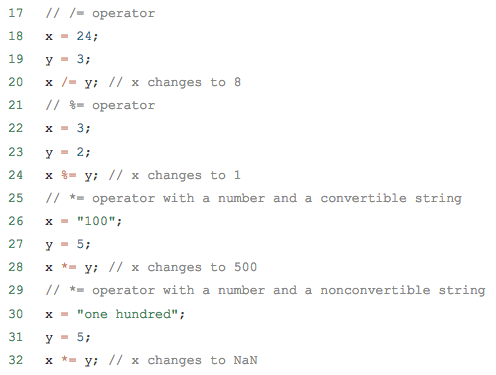 17 // /= operator
18 x = 24;
19 y = 3;
20 x /= y; // x changes to 8
21 // %= operator
22 x = 3;
23 y = 2;
24 x %= y; // x changes to 1
25 // *= operator with a number and a convertible string
26 x = "100";
27 y = 5;
28 x *= y; // x changes to 500
29 // *= operator with a number and a nonconvertible string
30 x = "one hundred";
31 y = 5;
32 x *= y; // x changes to NaN